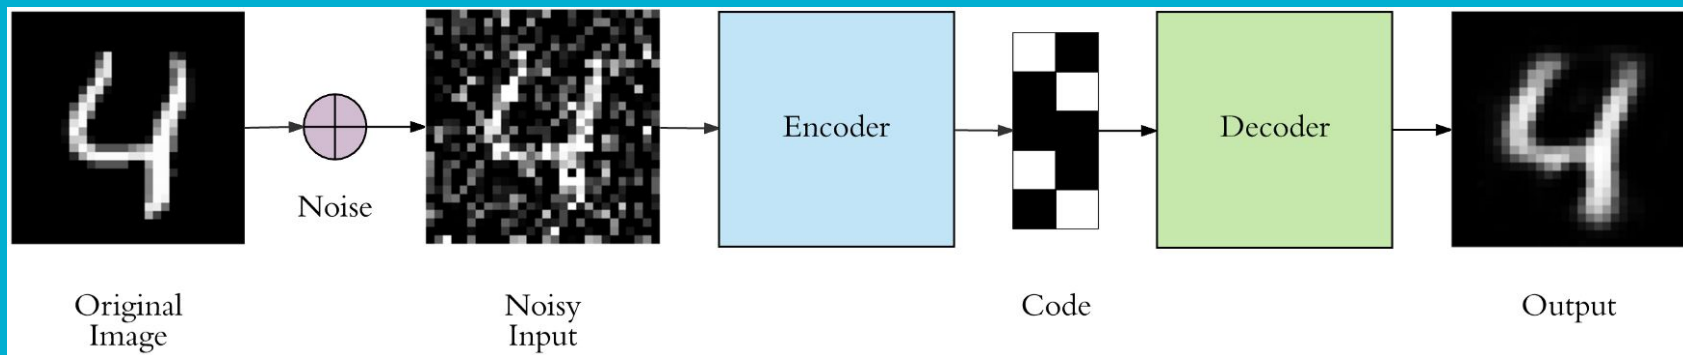 Encoder
Decoder
Noise
Original
Image
Noisy
Input
Code
Output